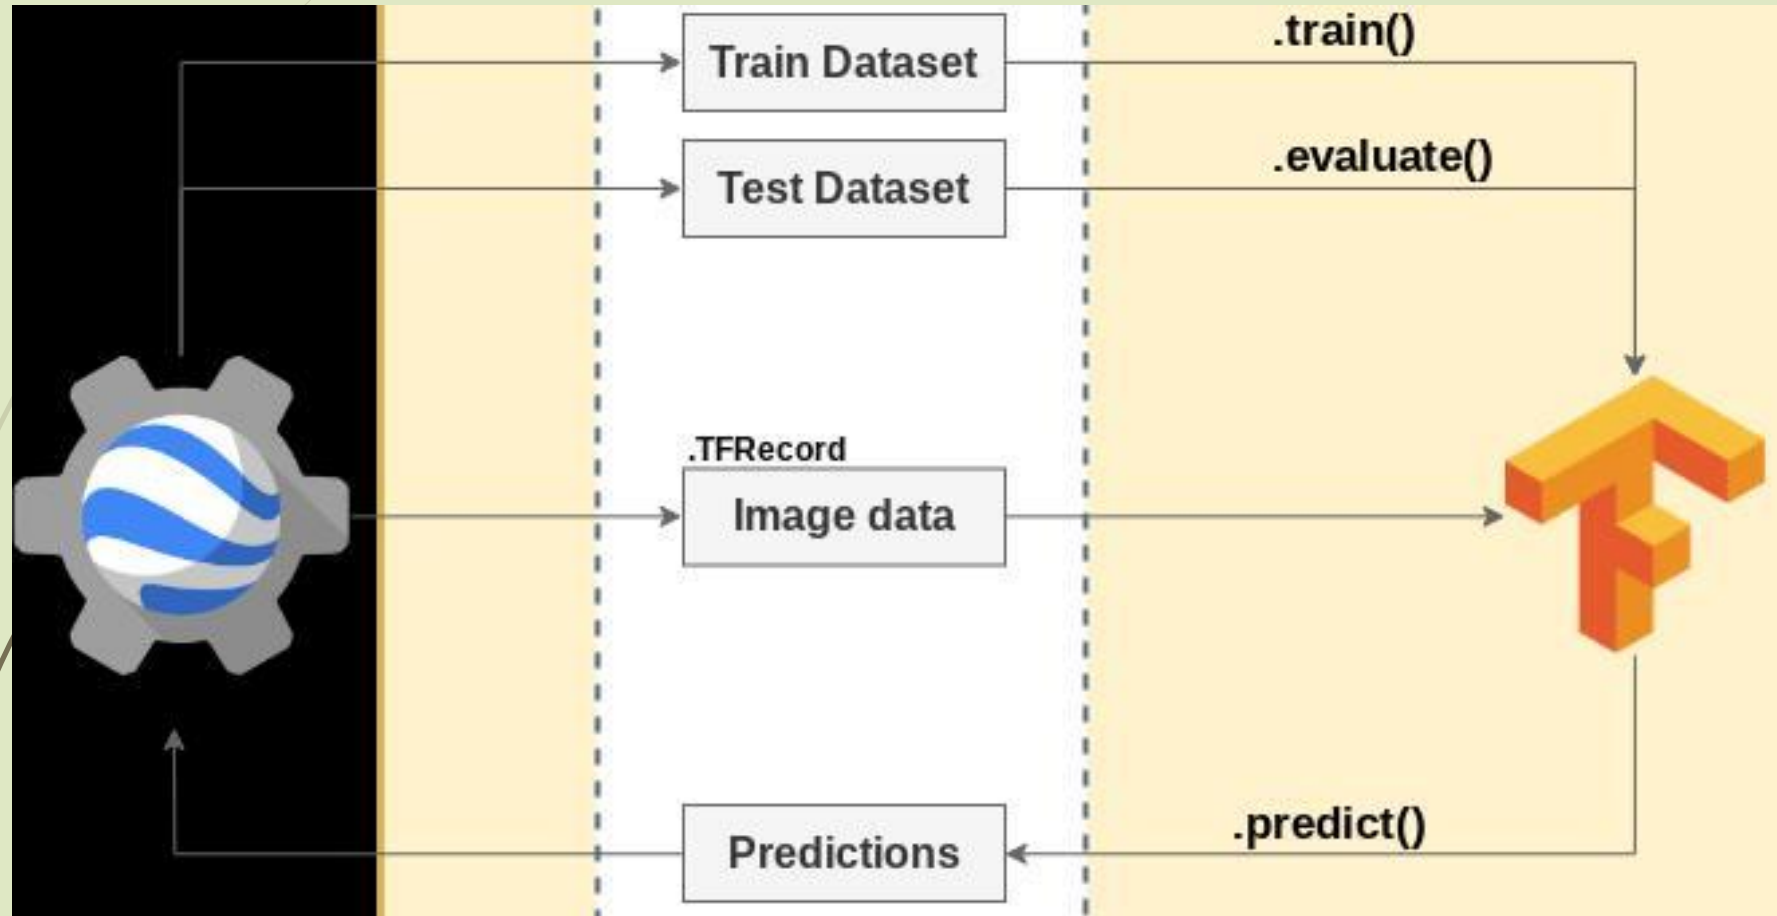 Train Dataset
.train()
Test Dataset
.evaluate()
.TFRecord
Image data
Predictions
.predict()